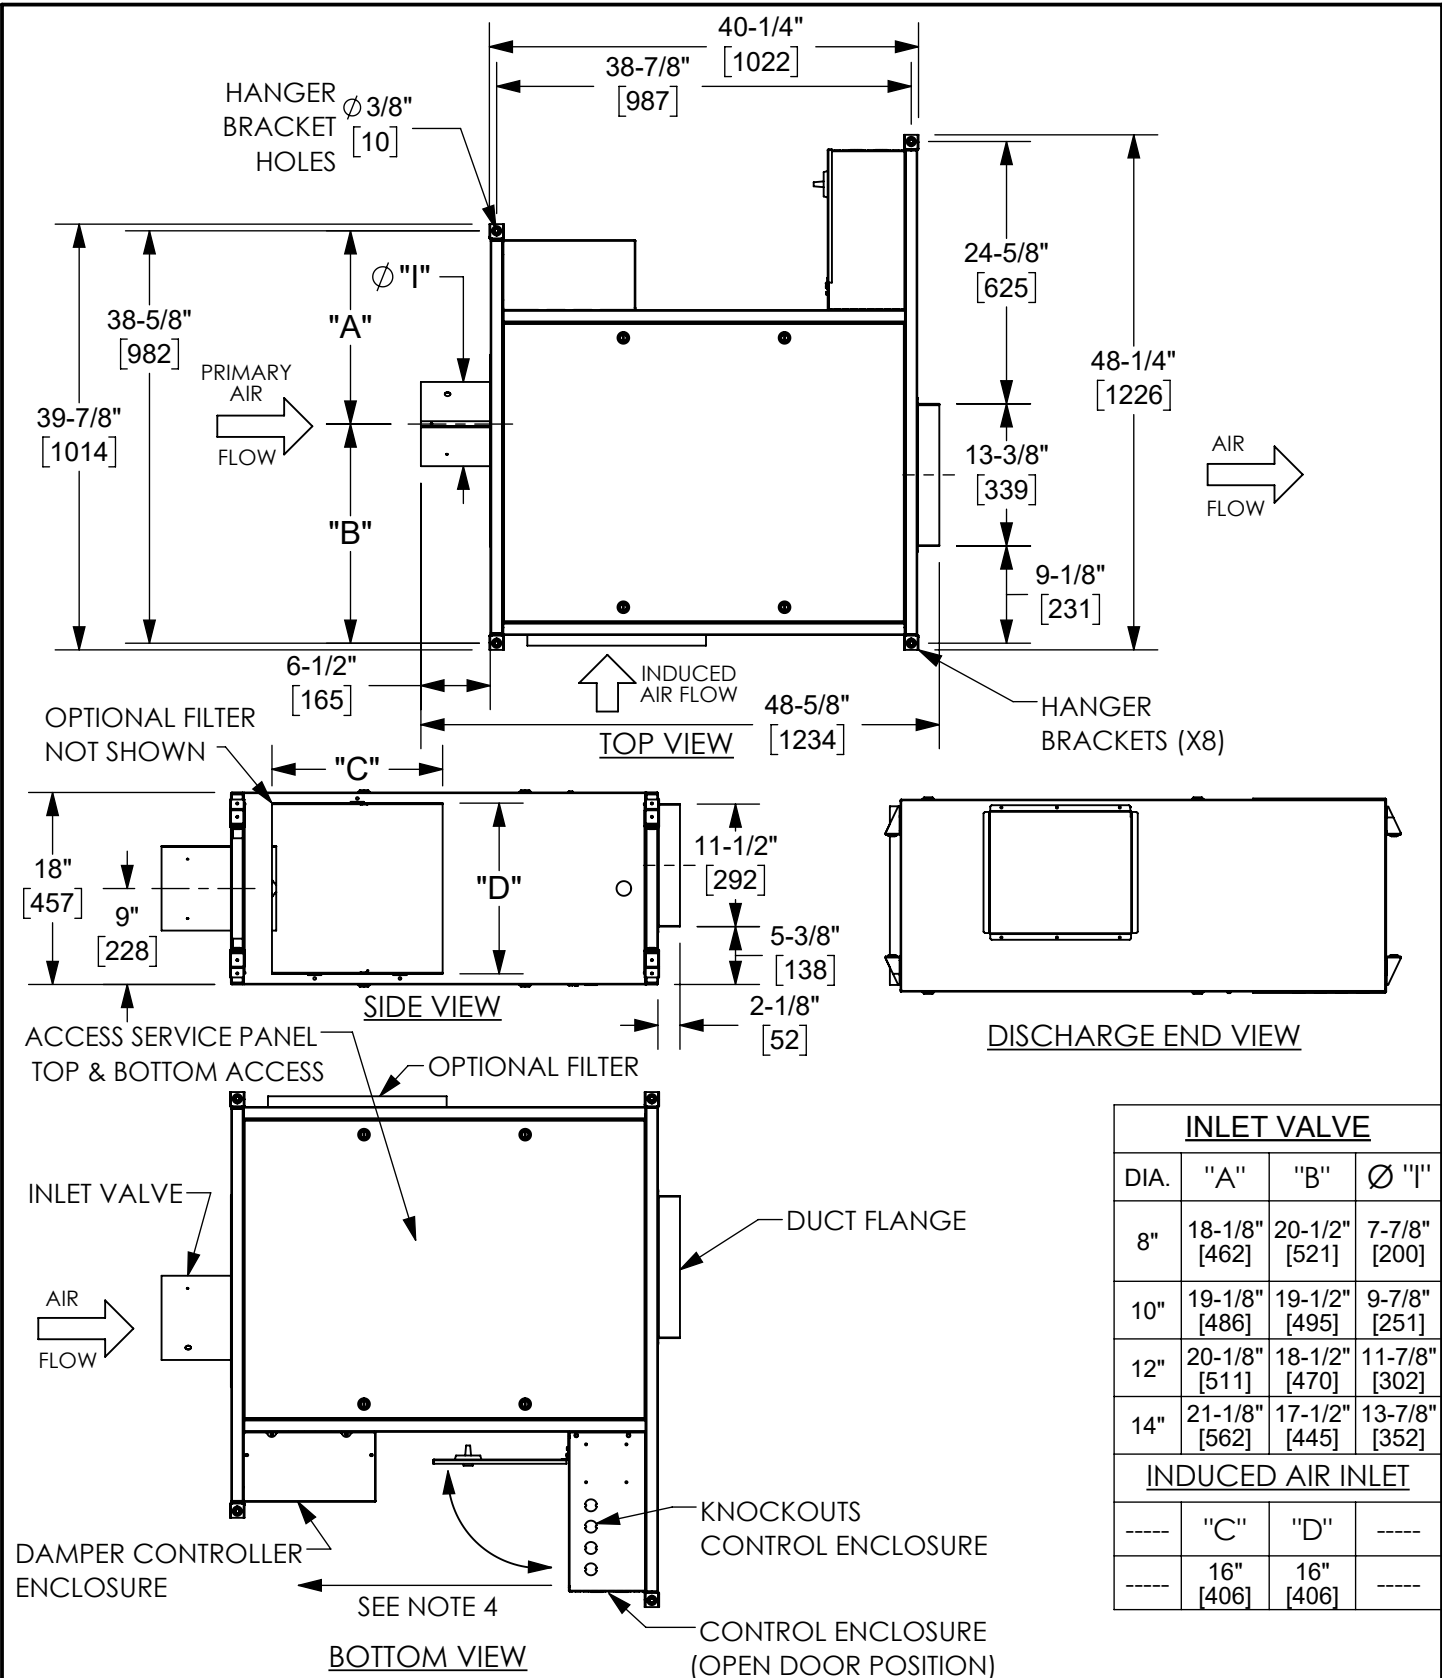 40-1/4"
[1022]
38-7/8"
[987]
HANGER
BRACKET
HOLES
Ø 3/8"
[10]
Ø "I"
"A"
38-5/8"
[982]
PRIMARY
AIR
FLOW
39-7/8"
[1014]
"B"
24-5/8"
[625]
48-1/4"
[1226]
13-3/8"
[339]
AIR
FLOW
9-1/8"
[231]
6-1/2"
[165]
INDUCED
AIR FLOW
48-5/8"
[1234]
TOP VIEW
HANGER
BRACKETS (X8)
OPTIONAL FILTER
NOT SHOWN
"C"
18"
[457]
9"
[228]
"D"
11-1/2"
[292]
5-3/8"
[138]
2-1/8"
[52]
SIDE VIEW
DISCHARGE END VIEW
ACCESS SERVICE PANEL
TOP & BOTTOM ACCESS
OPTIONAL FILTER
INLET VALVE
DUCT FLANGE
AIR
FLOW
KNOCKOUTS
CONTROL ENCLOSURE
DAMPER CONTROLLER
ENCLOSURE
SEE NOTE 4
CONTROL ENCLOSURE
(OPEN DOOR POSITION)
BOTTOM VIEW
INLET VALVE
DIA. "A" "B" Ø "I"
8" 18-1/8" [462] 20-1/2" [521] 7-7/8" [200]
10" 19-1/8" [486] 19-1/2" [495] 9-7/8" [251]
12" 20-1/8" [511] 18-1/2" [470] 11-7/8" [302]
14" 21-1/8" [562] 17-1/2" [445] 13-7/8" [352]
INDUCED AIR INLET
----- "C" "D" -----
----- 16" [406] 16" [406] -----